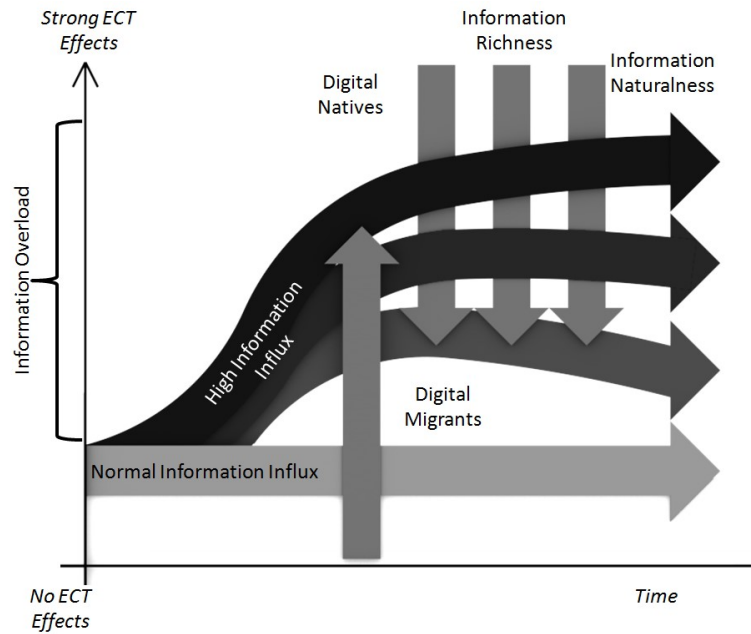 Strong ECT
Effects
Information
Richness
Information
Naturalness
Digital
Natives
Information Overload
High Information
Influx
Digital
Migrants
Normal Information Influx
No ECT
Effects
Time